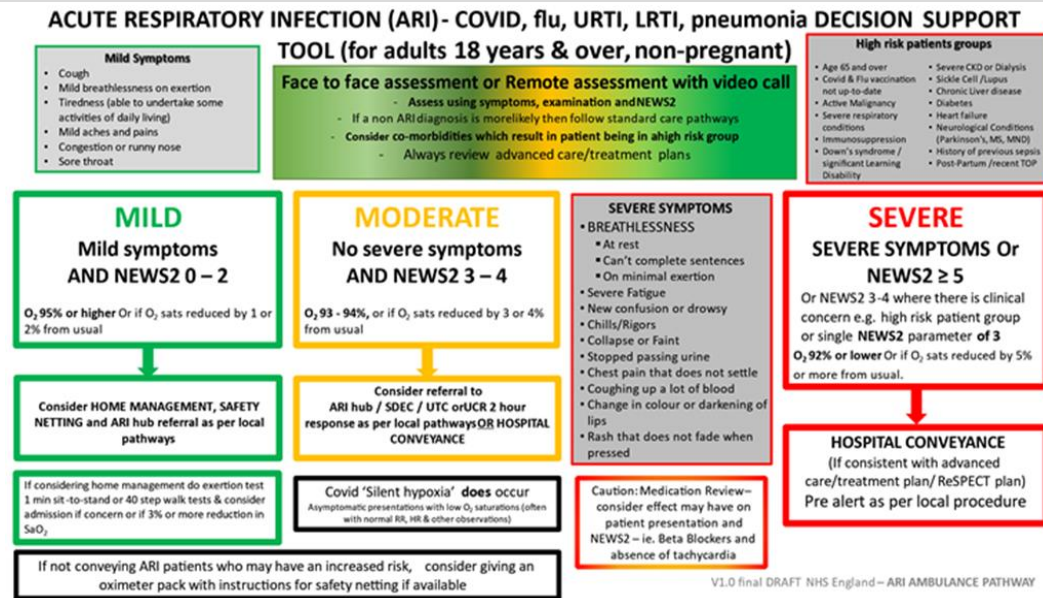 ACUTE RESPIRATORY INFECTION (ARI) - COVID, flu, URTI, LRTI, pneumonia DECISION SUPPORT
TOOL (for adults 18 years & over, non-pregnant)
Mild Symptoms
• Cough
• Mild breathlessness on exertion
• Tiredness (able to undertake some
activities of daily living)
• Mild aches and pains
• Congestion or runny nose
• Sore throat
Face to face assessment or Remote assessment with video call
- Assess using symptoms, examination and NEWS2
- If a non ARI diagnosis is more likely then follow standard care pathways
- Consider co-morbidities which result in patient being in a high risk group
- Always review advanced care/treatment plans
High risk patients groups
• Age 65 and over
• Covid & Flu vaccination
not up-to-date
• Active Malignancy
• Severe respiratory
conditions
• Immunosuppression
• Down's syndrome /
significant Learning
Disability
• Severe CKD or Dialysis
• Sickle Cell /Lupus
• Chronic Liver disease
• Diabetes
• Heart failure
• Neurological Conditions
(Parkinson's, MS, MND)
• History of previous sepsis
• Post-Partum /recent TOP
MILD
Mild symptoms
AND NEWS2 0 – 2
O₂ 95% or higher Or if O₂ sats reduced by 1 or
2% from usual
Consider HOME MANAGEMENT, SAFETY
NETTING and ARI hub referral as per local
pathways
If considering home management do exertion test
1 min sit-to-stand or 40 step walk tests & consider
admission if concern or if 3% or more reduction in
SaO₂
MODERATE
No severe symptoms
AND NEWS2 3 – 4
O₂ 93 - 94%, or if O₂ sats reduced by 3 or 4%
from usual
Consider referral to
ARI hub / SDEC / UTC orUCR 2 hour
response as per local pathways OR HOSPITAL
CONVEYANCE
Covid 'Silent hypoxia' does occur
Asymptomatic presentations with low O₂ saturations (often
with normal RR, HR & other observations)
If not conveying ARI patients who may have an increased risk, consider giving an
oximeter pack with instructions for safety netting if available
SEVERE SYMPTOMS
• BREATHLESSNESS
▪ At rest
▪ Can't complete sentences
▪ On minimal exertion
• Severe Fatigue
• New confusion or drowsy
• Chills/Rigors
• Collapse or Faint
• Stopped passing urine
• Chest pain that does not settle
• Coughing up a lot of blood
• Change in colour or darkening of
lips
• Rash that does not fade when
pressed
Caution: Medication Review–
consider effect may have on
patient presentation and
NEWS2 – ie. Beta Blockers and
absence of tachycardia
SEVERE
SEVERE SYMPTOMS Or
NEWS2 ≥ 5
Or NEWS2 3-4 where there is clinical
concern e.g. high risk patient group
or single NEWS2 parameter of 3
O₂ 92% or lower Or if O₂ sats reduced by 5%
or more from usual.
HOSPITAL CONVEYANCE
(If consistent with advanced
care/treatment plan/ ReSPECT plan)
Pre alert as per local procedure
V1.0 final DRAFT NHS England – ARI AMBULANCE PATHWAY